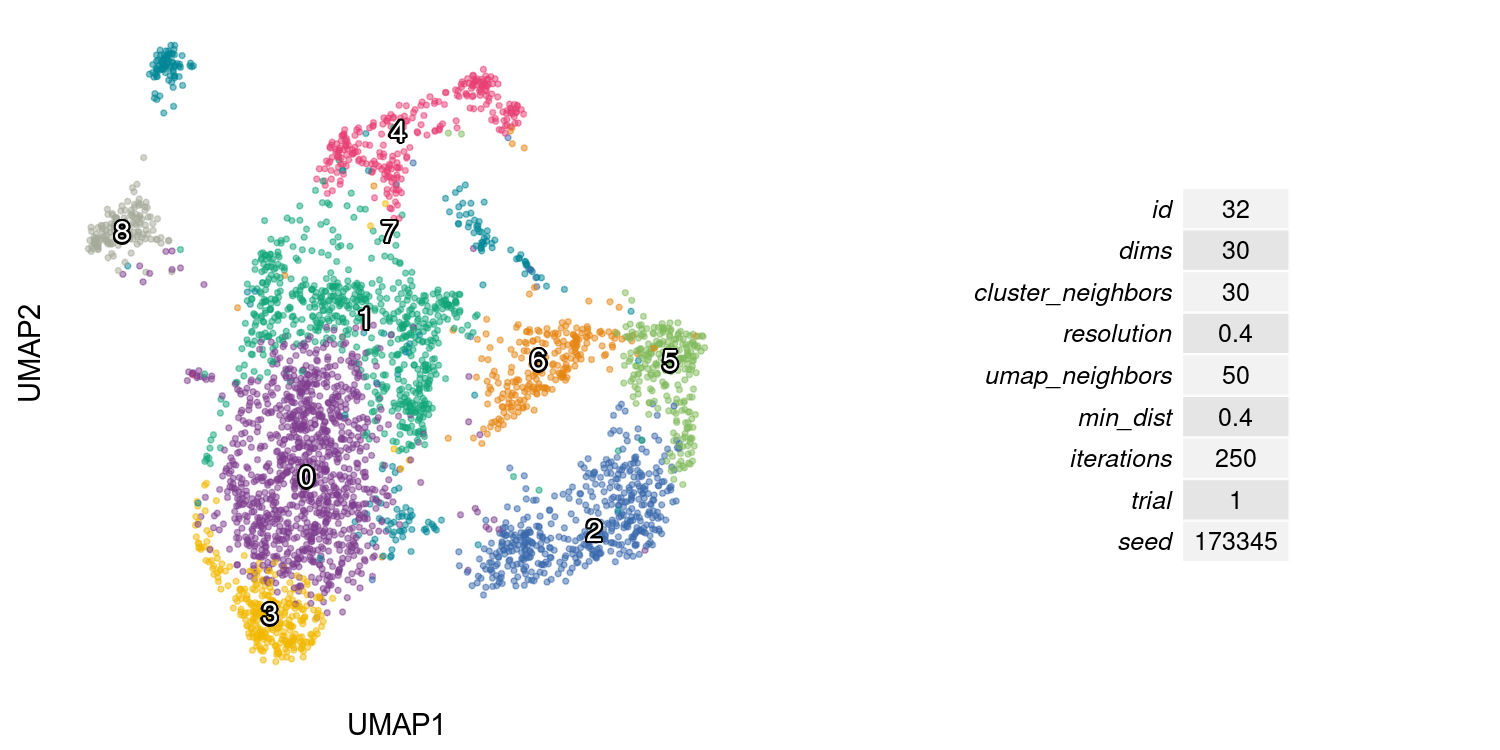 4
8
7
1
6
5
0
2
3
UMAP1
UMAP2
id 32
dims 30
cluster_neighbors 30
resolution 0.4
umap_neighbors 50
min_dist 0.4
iterations 250
trial 1
seed 173345